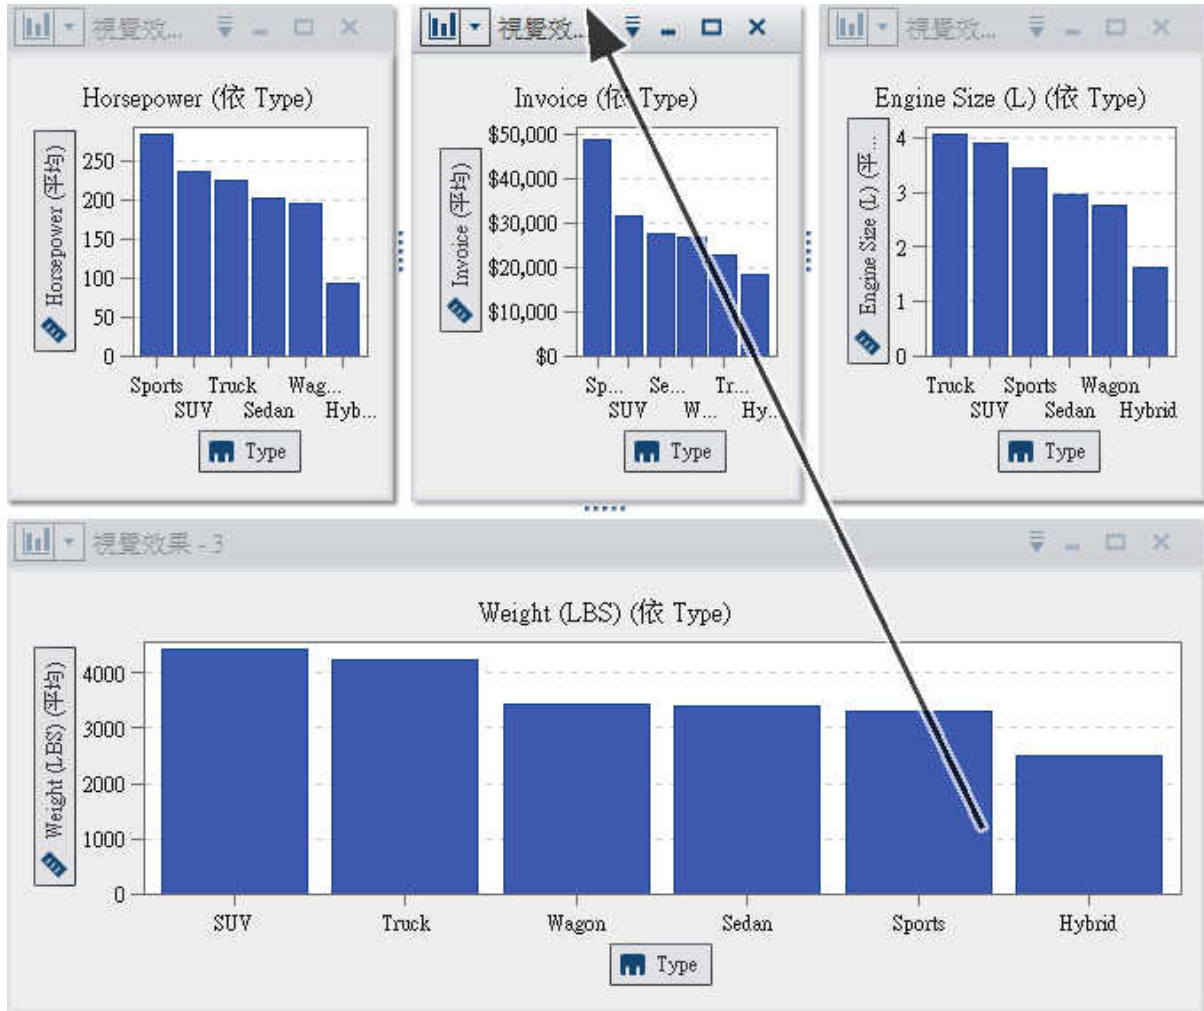 視覺效...
Horsepower (依 Type)
Horsepower (平均)
250
200
150
100
50
0
Sports Truck Wag...
SUV Sedan Hyb...
Type
視覺效...
Invoice (依 Type)
Invoice (平均)
$50,000
$40,000
$30,000
$20,000
$10,000
$0
Sp... Se... Tr...
SUV W... Hy...
Type
視覺效...
Engine Size (L) (依 Type)
Engine Size (L) (平...
4
3
2
1
0
Truck Sports Wagon
SUV Sedan Hybrid
Type
視覺效果 - 3
Weight (LBS) (依 Type)
Weight (LBS) (平均)
4000
3000
2000
1000
0
SUV Truck Wagon Sedan Sports Hybrid
Type